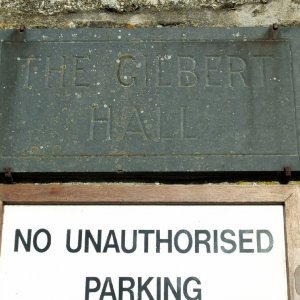 THE GILBERT
HALL
NO UNAUTHORISED
PARKING